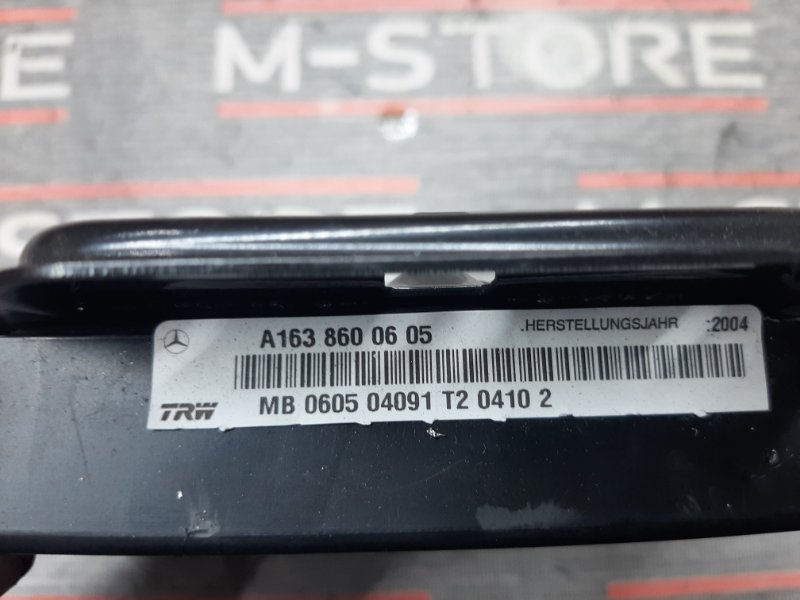 M-STORE
E
A163 860 06 05
.HERSTELLUNGSJAHR :2004
TRW MB 0605 04091 T2 0410 2